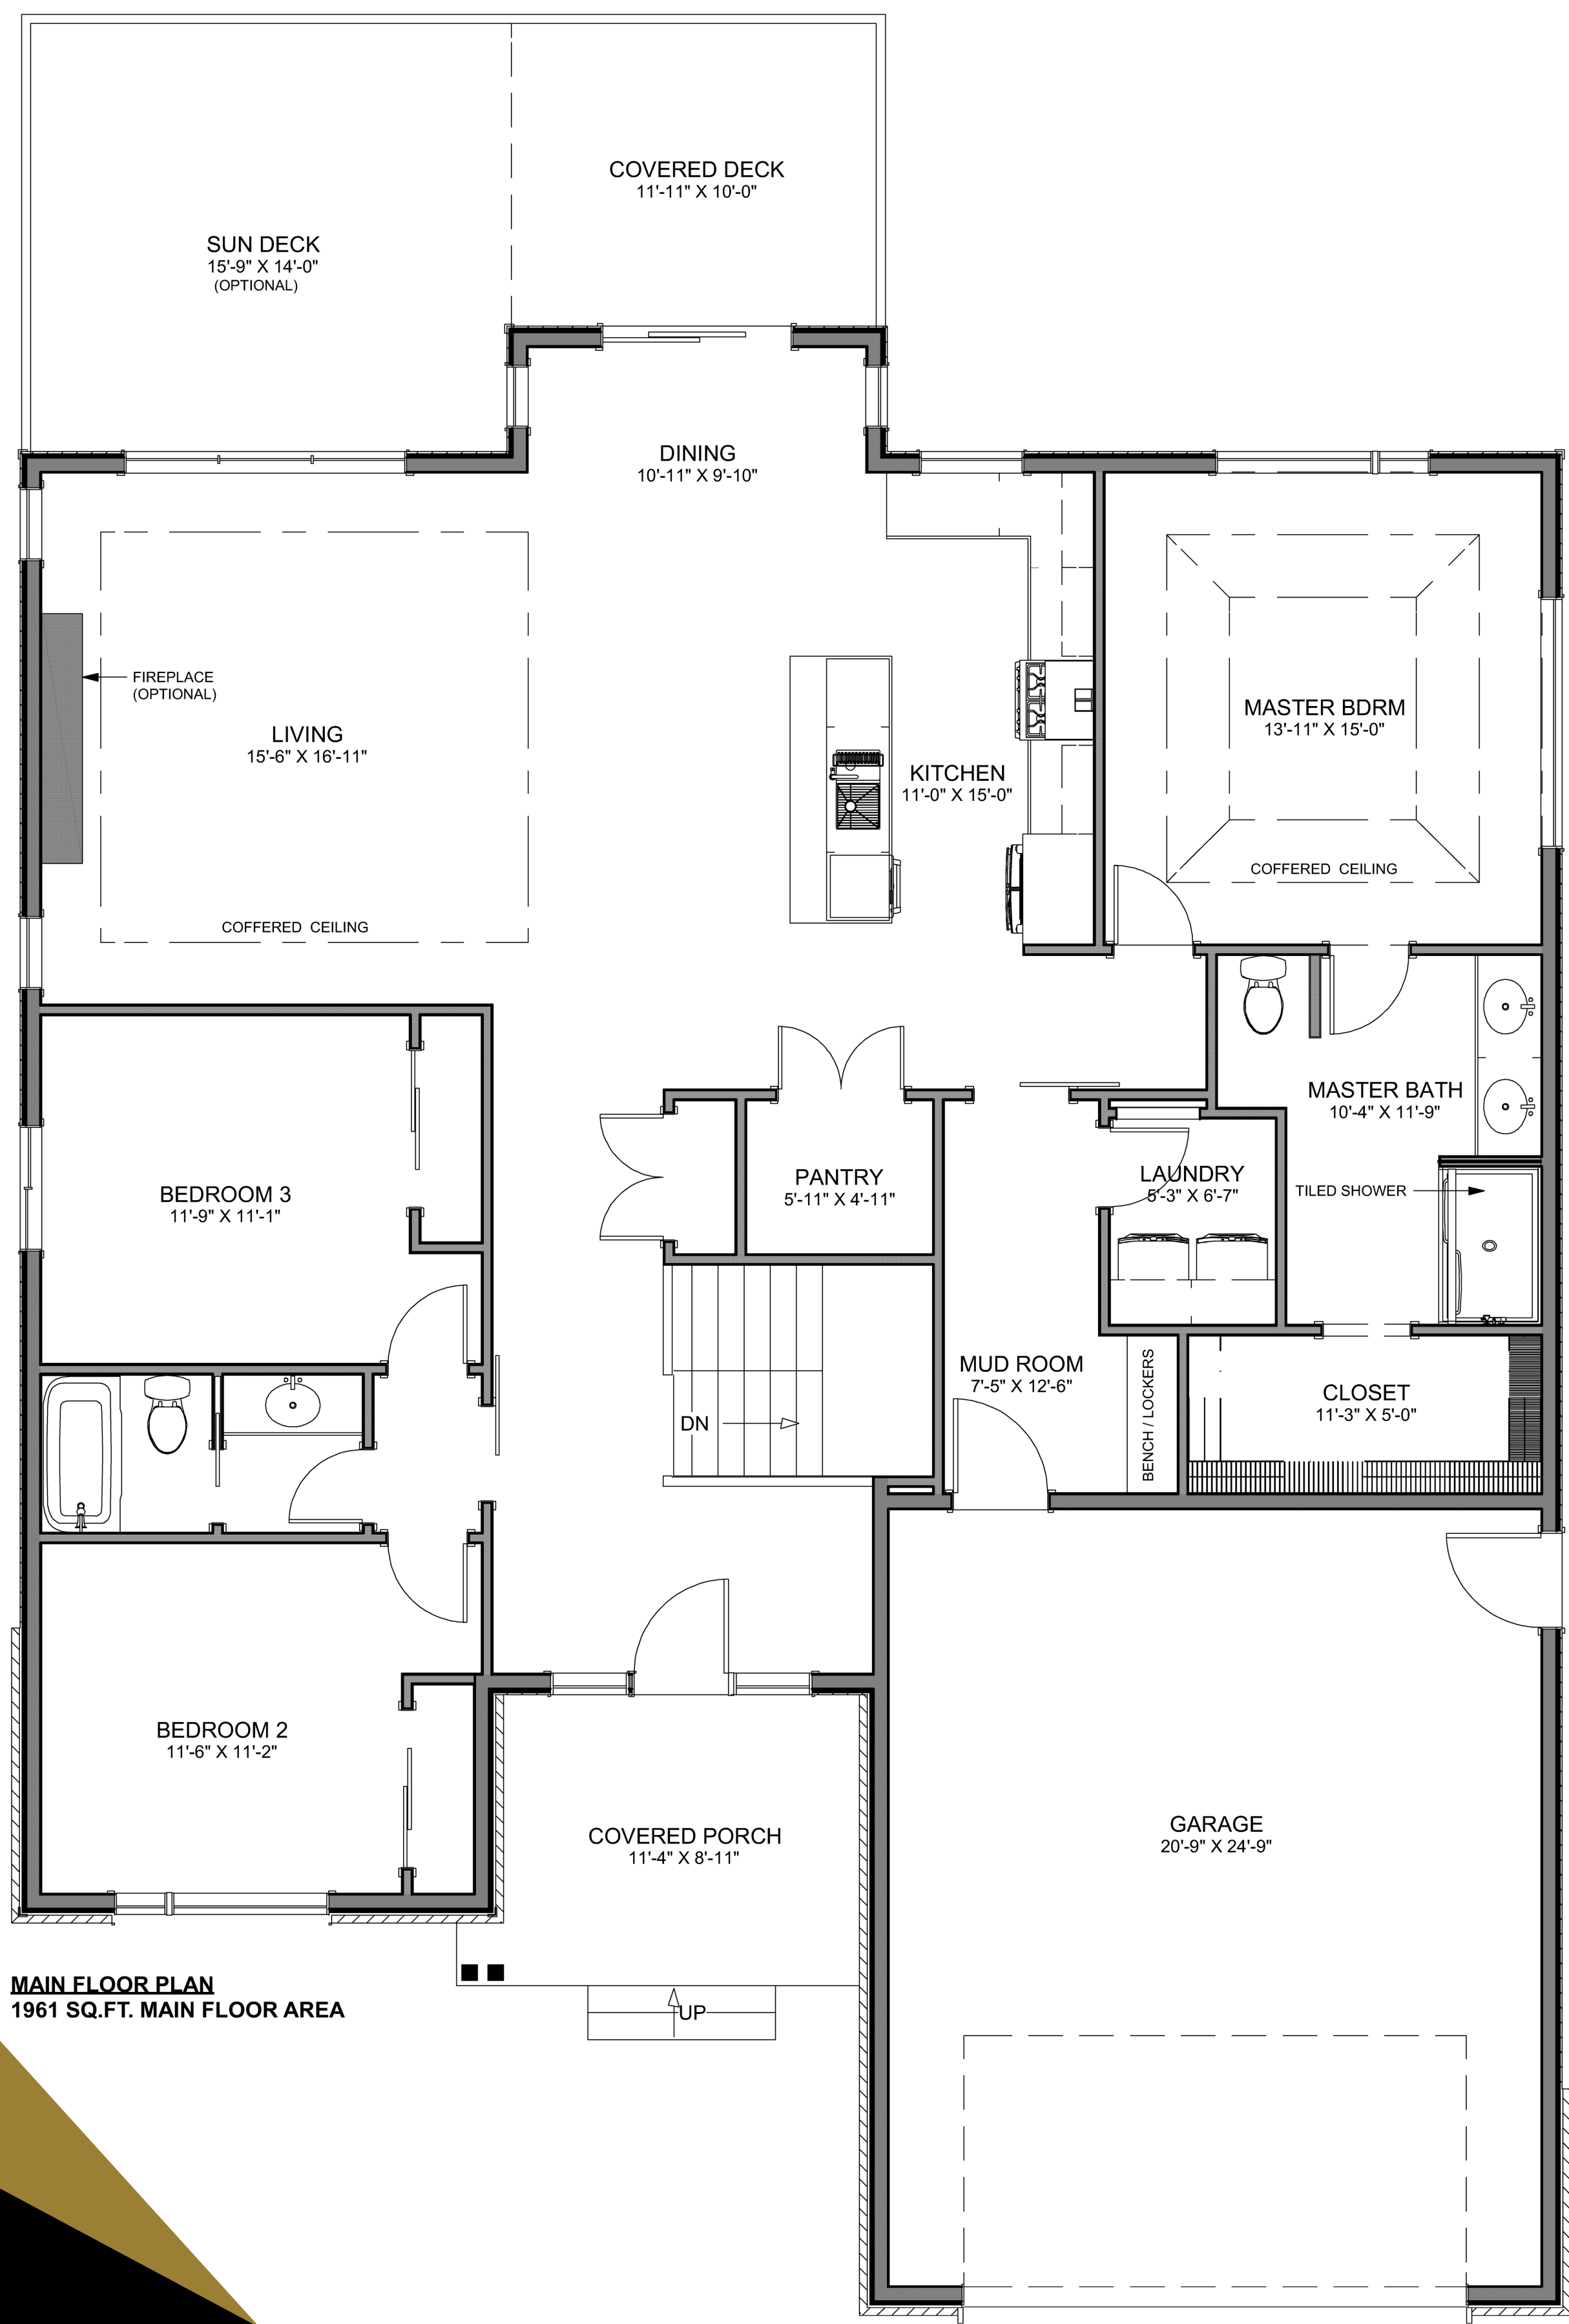 COVERED DECK
11'-11" X 10'-0"
SUN DECK
15'-9" X 14'-0"
(OPTIONAL)
DINING
10'-11" X 9'-10"
FIREPLACE
(OPTIONAL)
LIVING
15'-6" X 16'-11"
COFFERED CEILING
KITCHEN
11'-0" X 15'-0"
MASTER BDRM
13'-11" X 15'-0"
COFFERED CEILING
MASTER BATH
10'-4" X 11'-9"
TILED SHOWER
LAUNDRY
5'-3" X 6'-7"
PANTRY
5'-11" X 4'-11"
BEDROOM 3
11'-9" X 11'-1"
MUD ROOM
7'-5" X 12'-6"
BENCH / LOCKERS
CLOSET
11'-3" X 5'-0"
DN
BEDROOM 2
11'-6" X 11'-2"
COVERED PORCH
11'-4" X 8'-11"
GARAGE
20'-9" X 24'-9"
UP
MAIN FLOOR PLAN
1961 SQ.FT. MAIN FLOOR AREA